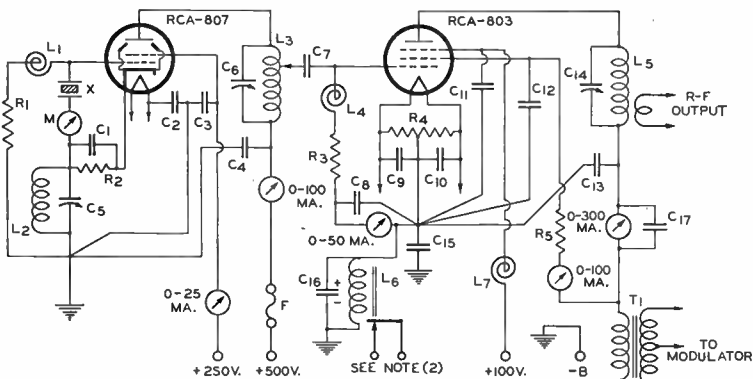 RCA-807
RCA-803
L1
L3
C7
L5
C6
C14
C11
C12
X
R1
M
C1
C2
C3
L4
R4
R-F
OUTPUT
R2
C4
R3
C9
C10
C13
C5
L2
0-100
MA.
C8
0-50 MA.
C15
0-300
MA.
C17
R5
0-25
MA.
F
C16
+
-
L6
L7
0-100
MA.
T1
TO
MODULATOR
+250V.
+500V.
SEE NOTE (2)
+100V.
-B